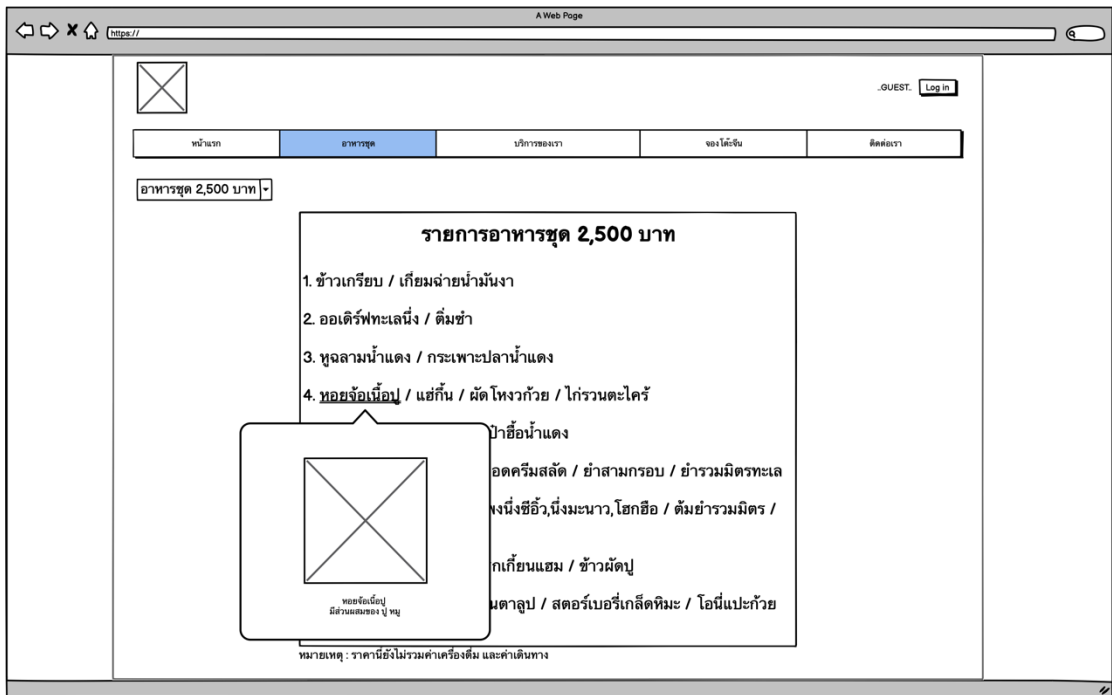 A Web Page
https://
..GUEST.. Log in
หน้าแรก อาหารชุด บริการของเรา จองโต๊ะจีน ติดต่อเรา
อาหารชุด 2,500 บาท
รายการอาหารชุด 2,500 บาท
1. ข้าวเกรียบ / เกี๊ยมฉ่ายน้ำมันงา
2. ออเดิร์ฟทะเลนึ่ง / ติ่มซำ
3. หูฉลามน้ำแดง / กระเพาะปลาน้ำแดง
4. หอยจ้อเนื้อปู / แฮ่กึ้น / ผัดโหงวก้วย / ไก่รวนตะไคร้
ป๋าฮื้อน้ำแดง
อดครีมสลัด / ยำสามกรอบ / ยำรวมมิตรทะเล
พงนึ่งซีอิ๊ว,นึ่งมะนาว,โฮกฮือ / ต้มยำรวมมิตร /
กเกี้ยนแฮม / ข้าวผัดปู
นตาลูป / สตอร์เบอรี่เกล็ดหิมะ / โอนี่แปะก้วย
หอยจ้อเนื้อปู
มีส่วนผสมของ ปู หมู
หมายเหตุ : ราคานี้ยังไม่รวมค่าเครื่องดื่ม และค่าเดินทาง